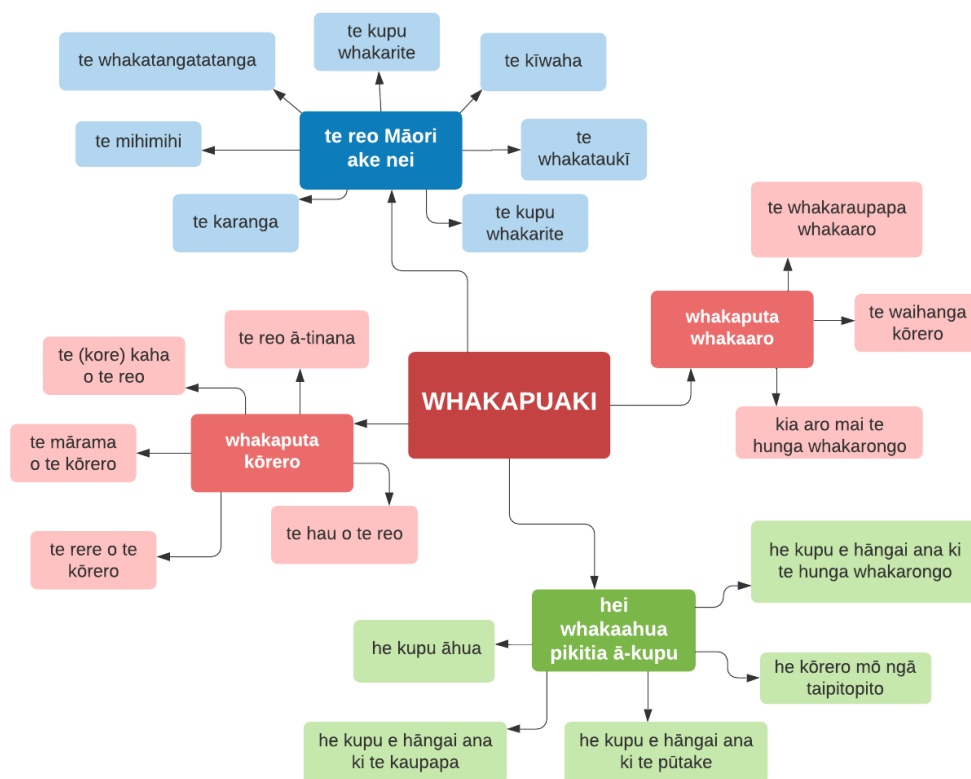 te kupu
whakarite
te whakatangatatanga
te kīwaha
te reo Māori
ake nei
te mihimihi
te
whakataukī
te karanga
te kupu
whakarite
te whakaraupapa
whakaaro
whakaputa
whakaaro
te waihanga
kōrero
kia aro mai te
hunga whakarongo
WHAKAPUAKI
te reo ā-tinana
te (kore) kaha
o te reo
whakaputa
kōrero
te mārama
o te kōrero
te hau o te reo
te rere o te
kōrero
he kupu e hāngai ana ki
te hunga whakarongo
hei
whakaahua
pikitia ā-kupu
he kupu āhua
he kōrero mō ngā
taipitopito
he kupu e hāngai ana
ki te kaupapa
he kupu e hāngai ana
ki te pūtake